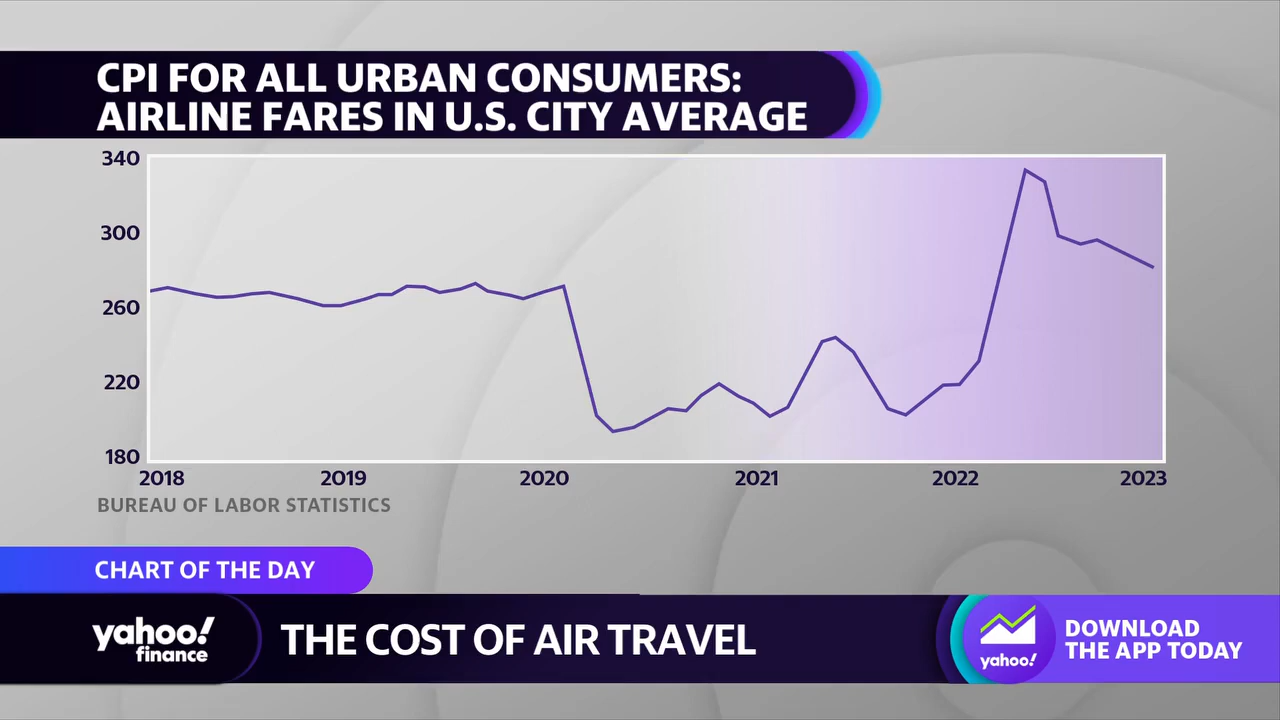 CPI FOR ALL URBAN CONSUMERS:
AIRLINE FARES IN U.S. CITY AVERAGE
340
300
260
220
180
2018 2019 2020 2021 2022 2023
BUREAU OF LABOR STATISTICS
CHART OF THE DAY
yahoo!
finance
THE COST OF AIR TRAVEL
yahoo!
DOWNLOAD
THE APP TODAY